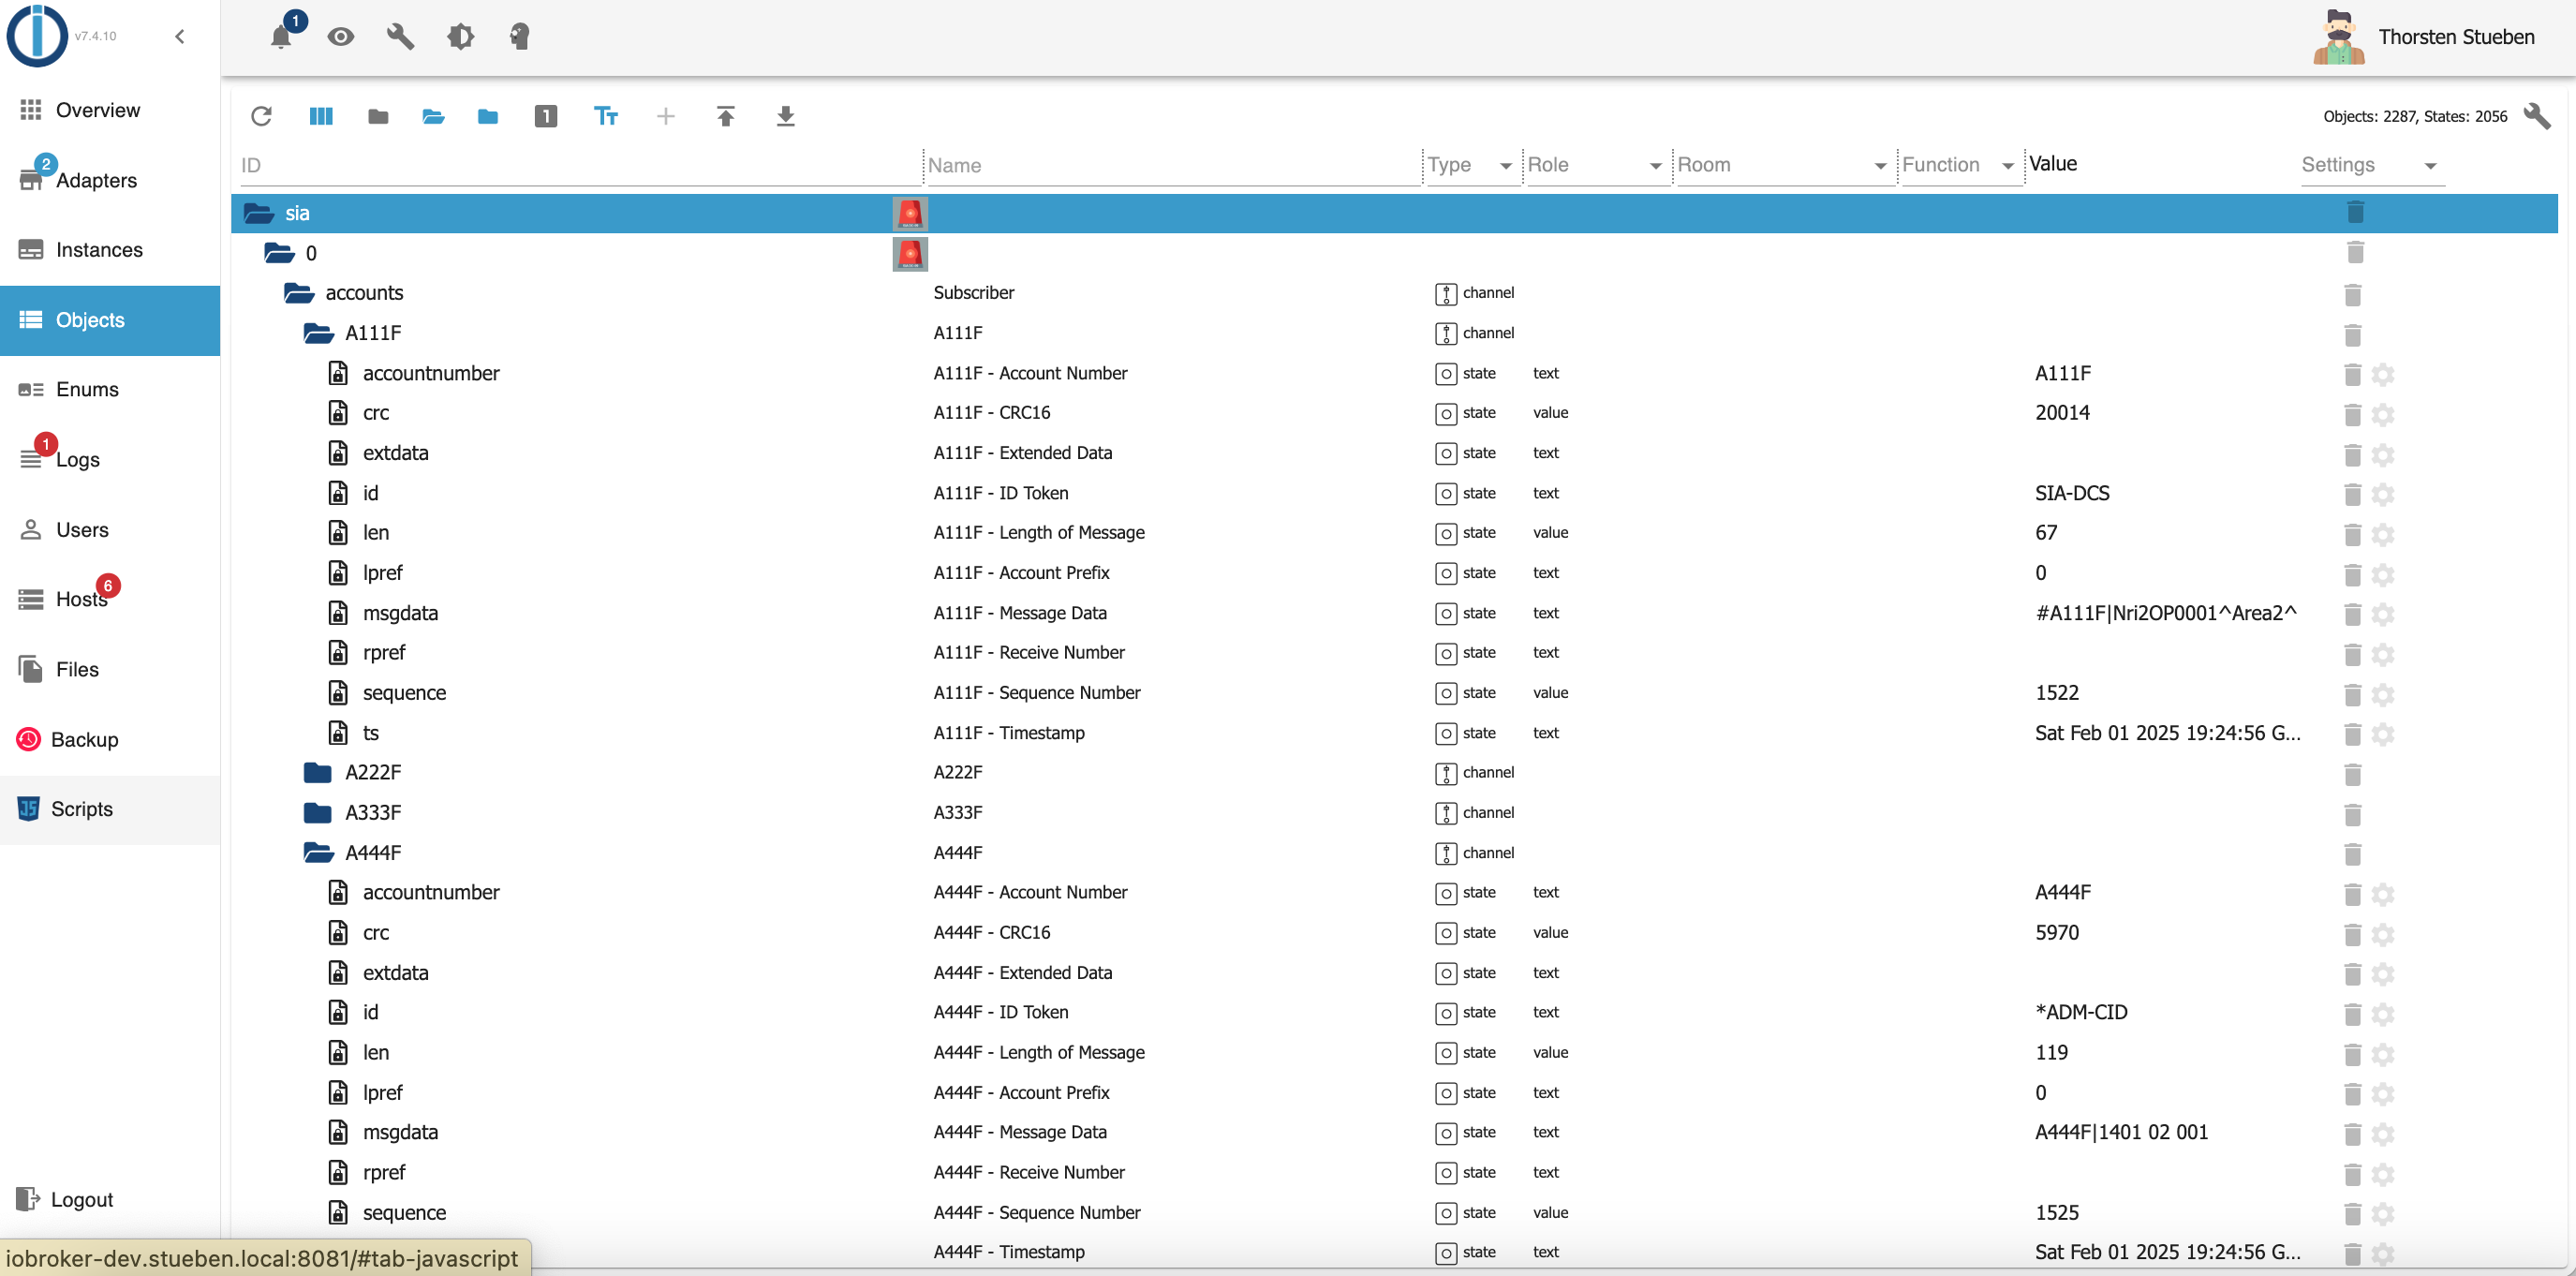 v7.4.10
1
Thorsten Stueben
Overview
2
Adapters
Instances
Objects
Enums
1
Logs
Users
6
Hosts
Files
Backup
Scripts
Logout
1
Objects: 2287, States: 2056
ID Name Type Role Room Function Value Settings
sia
0
accounts Subscriber channel
A111F A111F channel
accountnumber A111F - Account Number state text A111F
crc A111F - CRC16 state value 20014
extdata A111F - Extended Data state text
id A111F - ID Token state text SIA-DCS
len A111F - Length of Message state value 67
lpref A111F - Account Prefix state text 0
msgdata A111F - Message Data state text #A111F|Nri2OP0001^Area2^
rpref A111F - Receive Number state text
sequence A111F - Sequence Number state value 1522
ts A111F - Timestamp state text Sat Feb 01 2025 19:24:56 G...
A222F A222F channel
A333F A333F channel
A444F A444F channel
accountnumber A444F - Account Number state text A444F
crc A444F - CRC16 state value 5970
extdata A444F - Extended Data state text
id A444F - ID Token state text *ADM-CID
len A444F - Length of Message state value 119
lpref A444F - Account Prefix state text 0
msgdata A444F - Message Data state text A444F|1401 02 001
rpref A444F - Receive Number state text
sequence A444F - Sequence Number state value 1525
A444F - Timestamp state text Sat Feb 01 2025 19:24:56 G...
iobroker-dev.stueben.local:8081/#tab-javascript